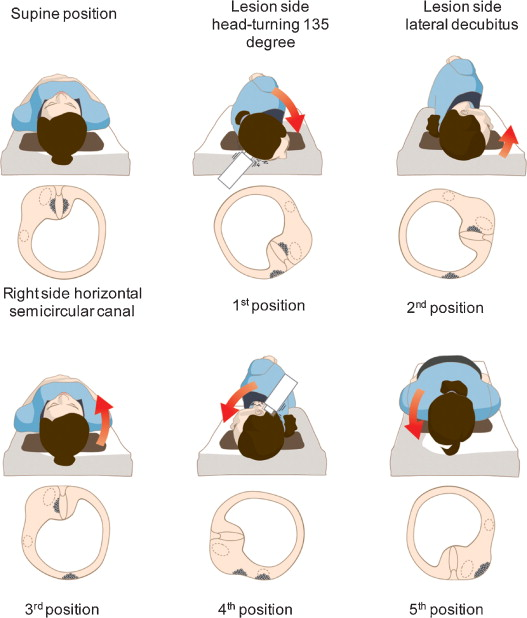 Supine position
Lesion side
head-turning 135
degree
Lesion side
lateral decubitus
Right side horizontal
semicircular canal
1st position
2nd position
3rd position
4th position
5th position